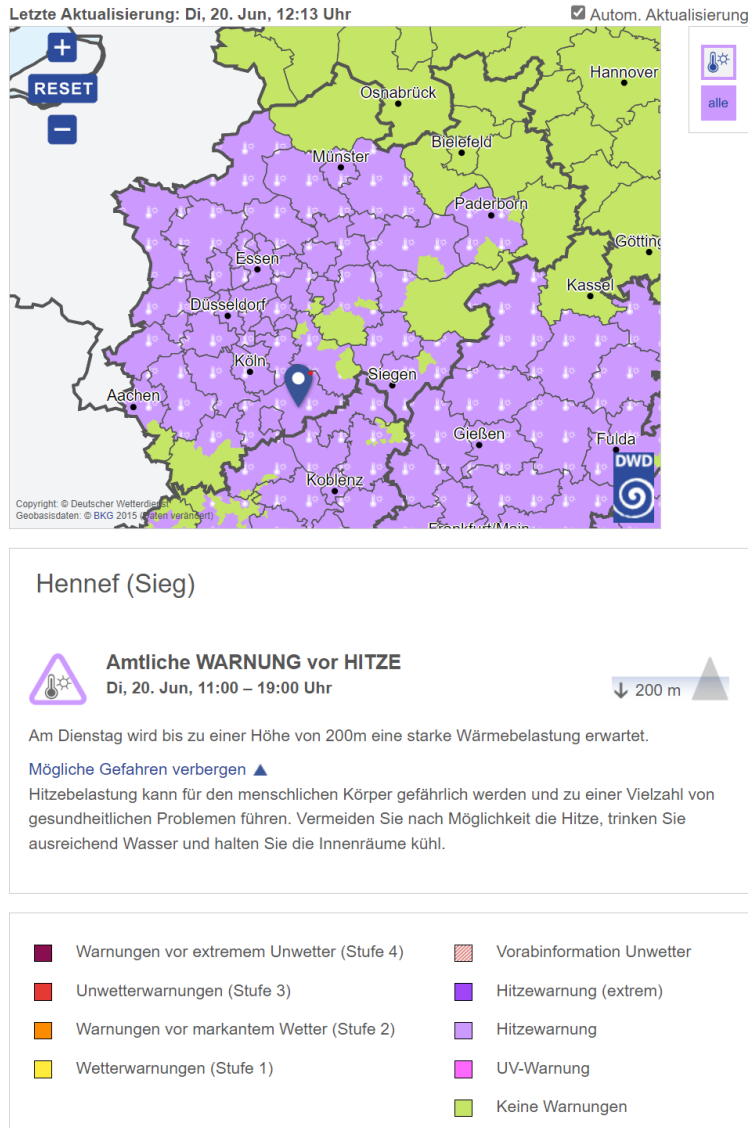 Letzte Aktualisierung: Di, 20. Jun, 12:13 Uhr
Autom. Aktualisierung
+
RESET
−
alle
Hannover
Osnabrück
Bielefeld
Münster
Paderborn
Götting
Essen
Kassel
Düsseldorf
Köln
Siegen
Aachen
Gießen
Fulda
DWD
Koblenz
Copyright: © Deutscher Wetterdienst
Geobasisdaten: © BKG 2015 (Daten verändert)
Frankfurt/Main
Hennef (Sieg)
Amtliche WARNUNG vor HITZE
Di, 20. Jun, 11:00 – 19:00 Uhr
200 m
Am Dienstag wird bis zu einer Höhe von 200m eine starke Wärmebelastung erwartet.
Mögliche Gefahren verbergen
Hitzebelastung kann für den menschlichen Körper gefährlich werden und zu einer Vielzahl von
gesundheitlichen Problemen führen. Vermeiden Sie nach Möglichkeit die Hitze, trinken Sie
ausreichend Wasser und halten Sie die Innenräume kühl.
Warnungen vor extremem Unwetter (Stufe 4)
Vorabinformation Unwetter
Unwetterwarnungen (Stufe 3)
Hitzewarnung (extrem)
Warnungen vor markantem Wetter (Stufe 2)
Hitzewarnung
Wetterwarnungen (Stufe 1)
UV-Warnung
Keine Warnungen